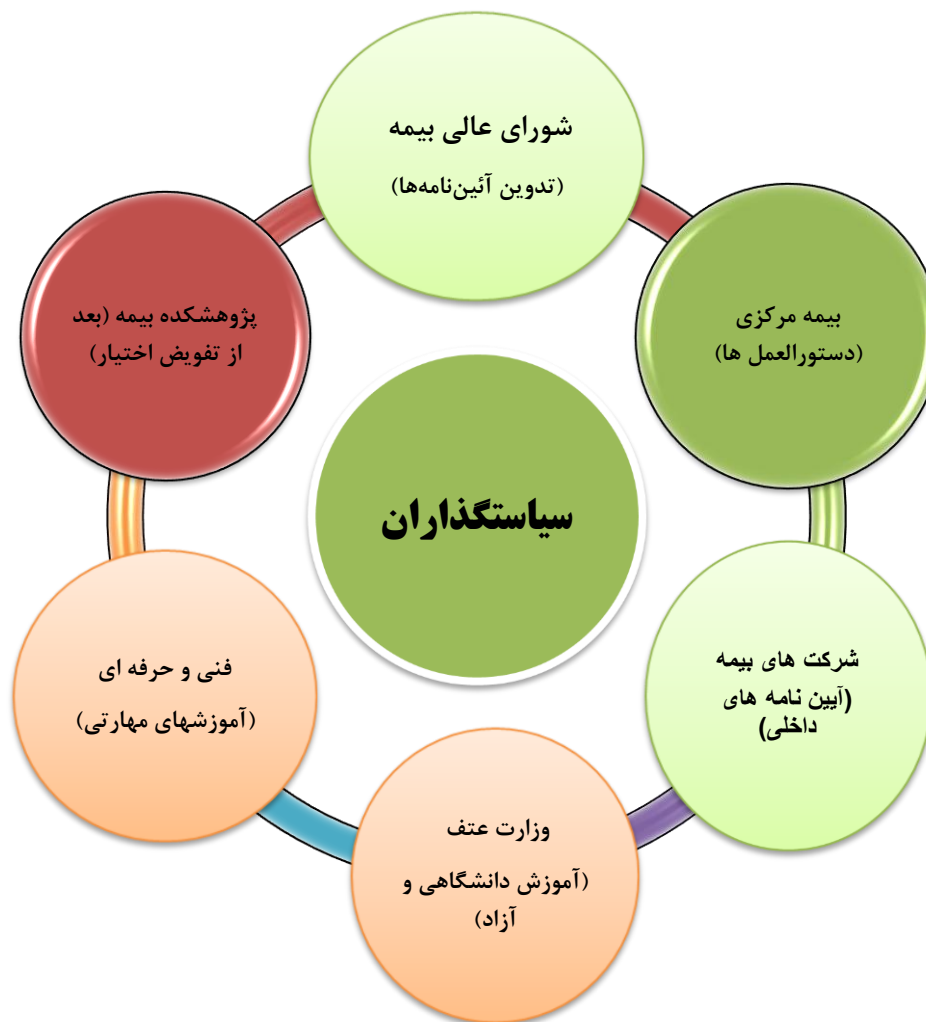 شورای عالی بیمه
(تدوین آئین‌نامه‌ها)
بیمه مرکزی
(دستورالعمل ها)
شرکت های بیمه
(آیین نامه های
داخلی)
وزارت عتف
(آموزش دانشگاهی و
آزاد)
فنی و حرفه ای
(آموزشهای مهارتی)
پژوهشکده بیمه (بعد
از تفویض اختیار)
سیاستگذاران